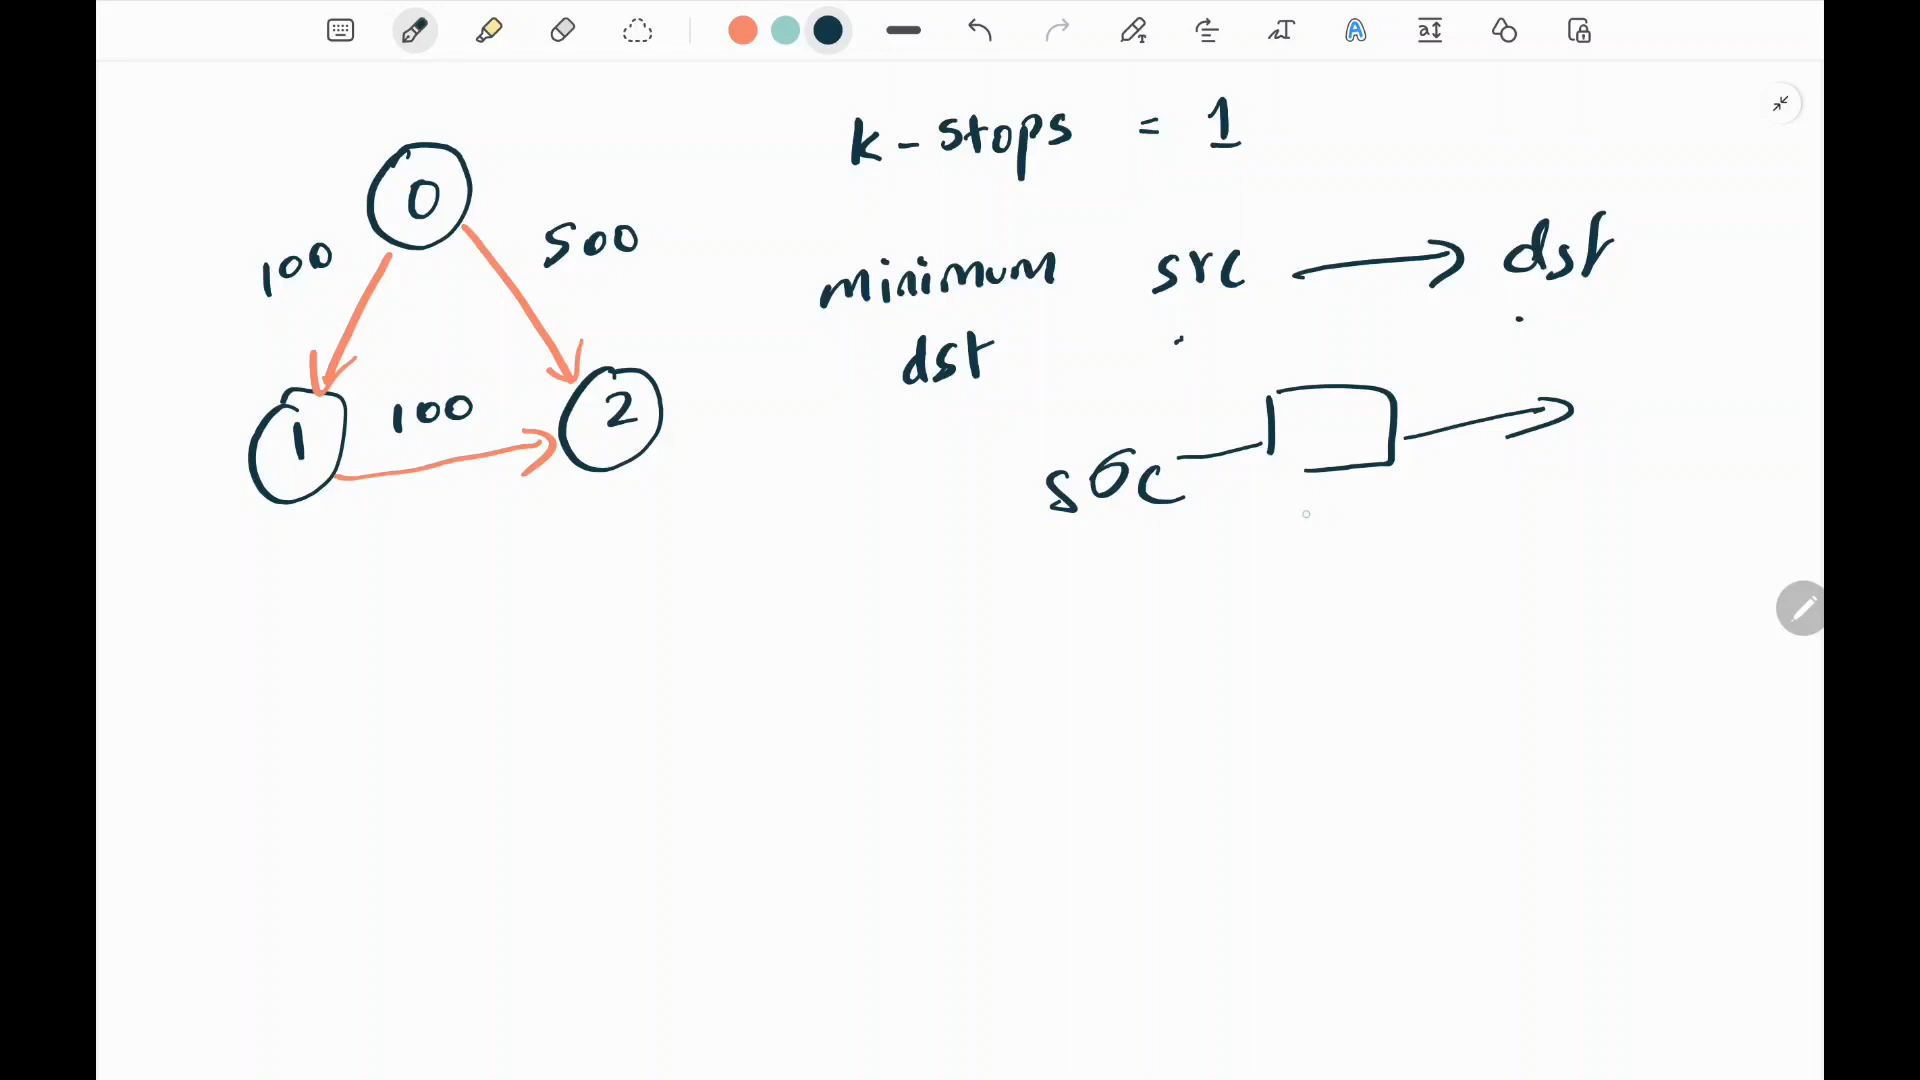 k - stops = 1
0
100
500
minimum src → dst
dst
1
100
2
src